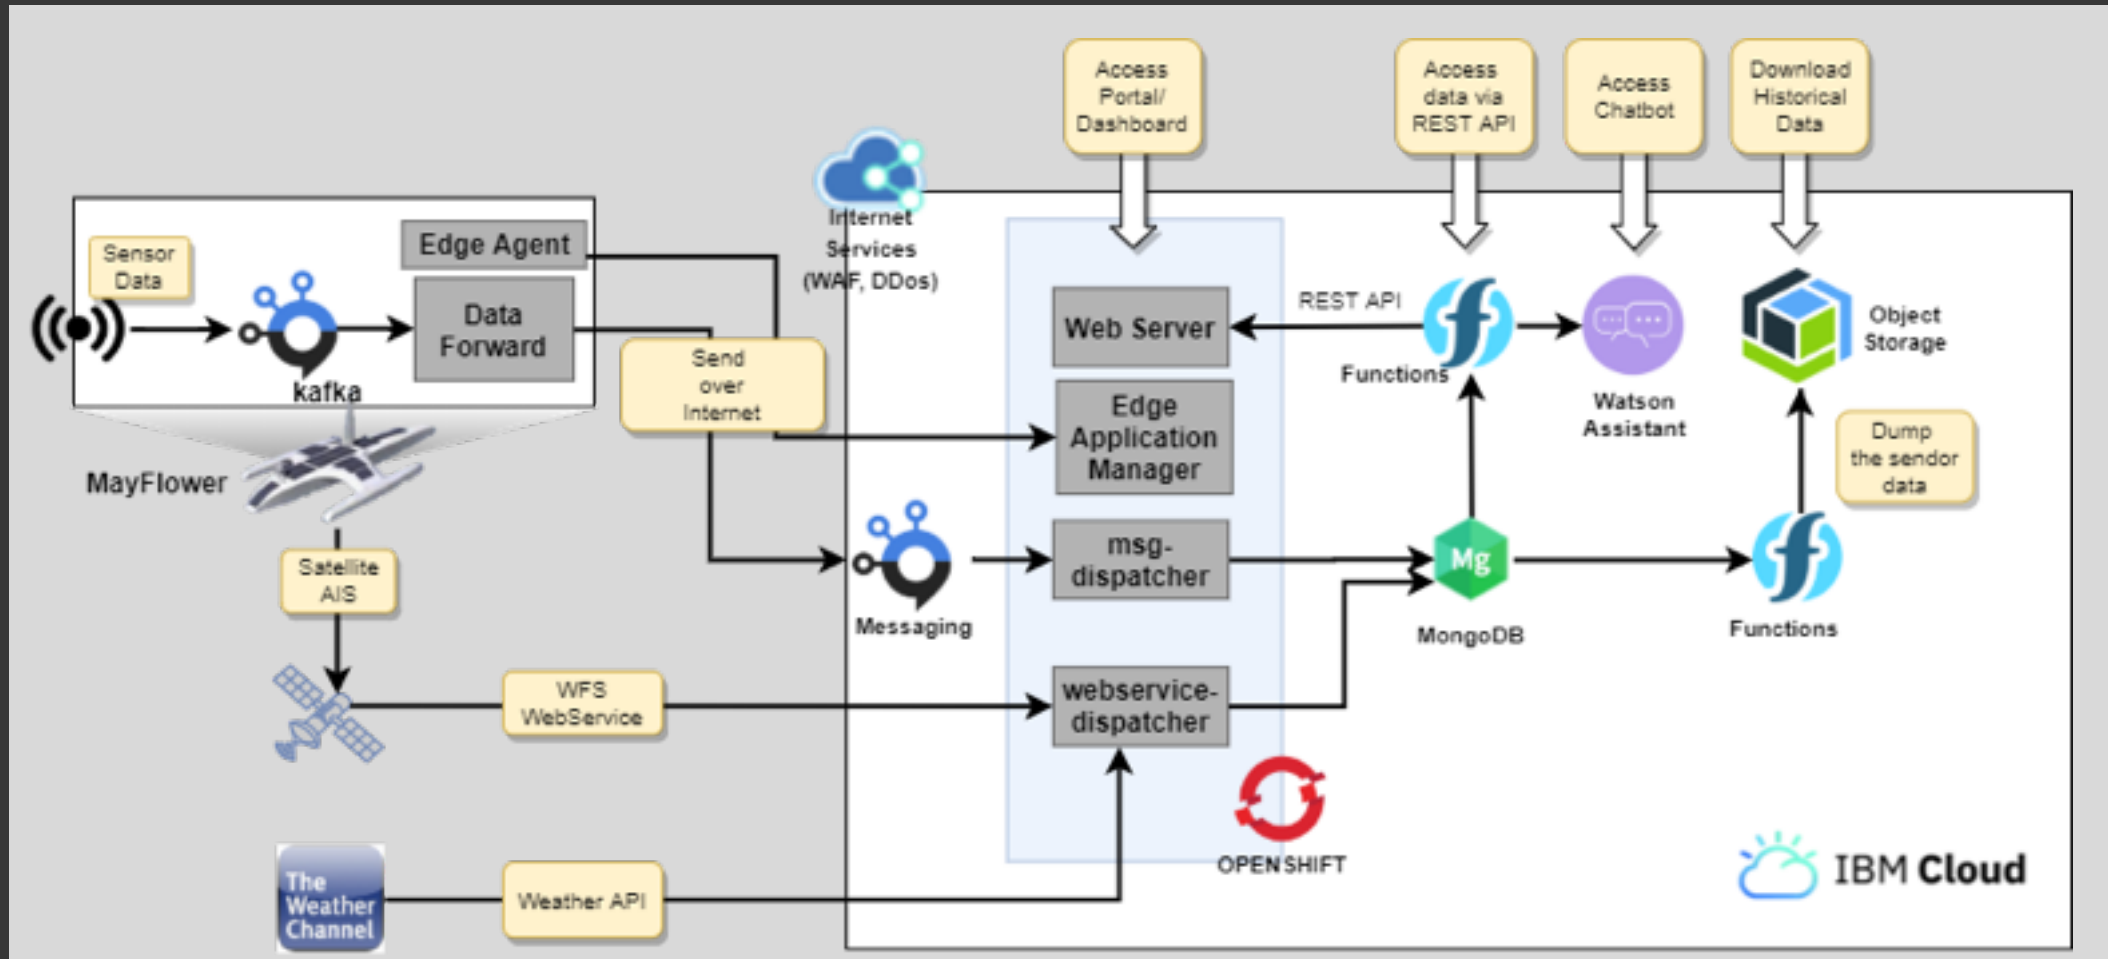 Access
Portal/
Dashboard
Access
data via
REST API
Access
Chatbot
Download
Historical
Data
Internet
Services
(WAF, DDos)
Sensor
Data
Edge Agent
Data
Forward
kafka
MayFlower
Send
over
Internet
Web Server
REST API
Functions
Watson
Assistant
Object
Storage
Edge
Application
Manager
Dump
the sendor
data
Satellite
AIS
Messaging
msg-
dispatcher
Mg
MongoDB
Functions
WFS
WebService
webservice-
dispatcher
OPENSHIFT
The
Weather
Channel
Weather API
IBM Cloud